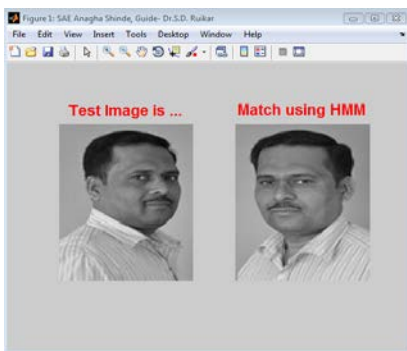 Figure 1: SAE Anagha Shinde, Guide- Dr.S.D. Ruikar
File Edit View Insert Tools Desktop Window Help
Test Image is ... Match using HMM